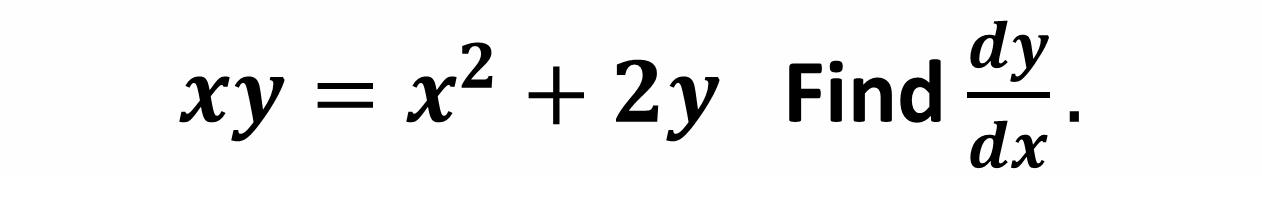 xy = x² + 2y Find dy/dx.